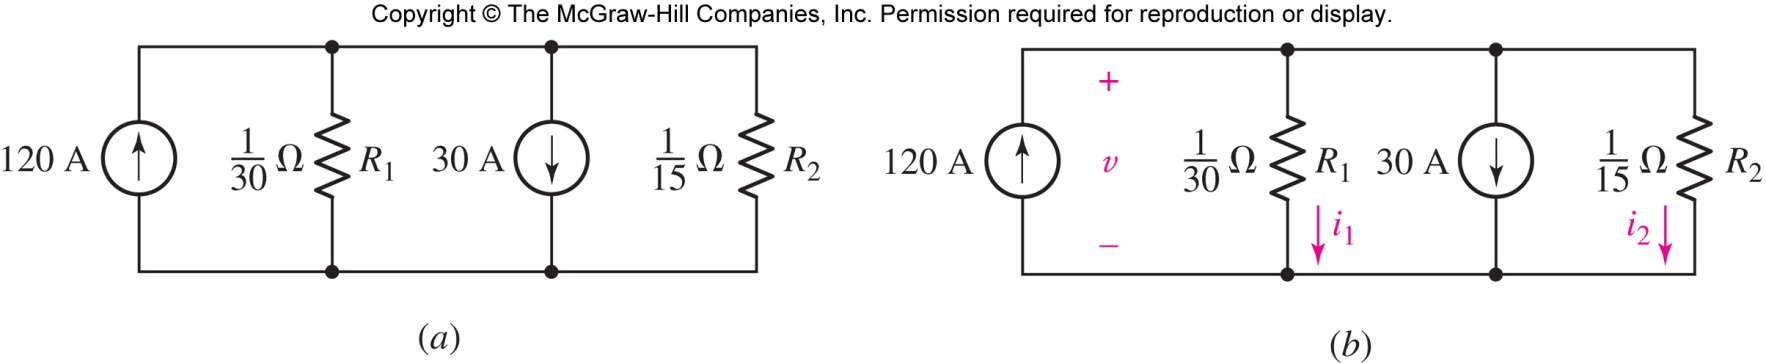 Copyright © The McGraw-Hill Companies, Inc. Permission required for reproduction or display.
120 A
1/30 Ω
R₁
30 A
1/15 Ω
R₂
(a)
120 A
+
v
−
1/30 Ω
R₁
i₁
30 A
1/15 Ω
R₂
i₂
(b)